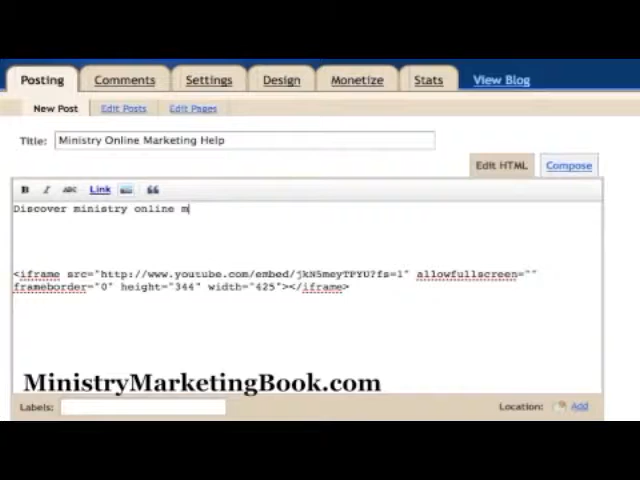 Posting Comments Settings Design Monetize Stats View Blog
New Post Edit Posts Edit Pages
Title: Ministry Online Marketing Help
Edit HTML Compose
B I ABC Link
Discover ministry online m
<iframe src="http://www.youtube.com/embed/jkN5meyTPYU?fs=1" allowfullscreen=""
frameborder="0" height="344" width="425"></iframe>
MinistryMarketingBook.com
Labels: Location: Add